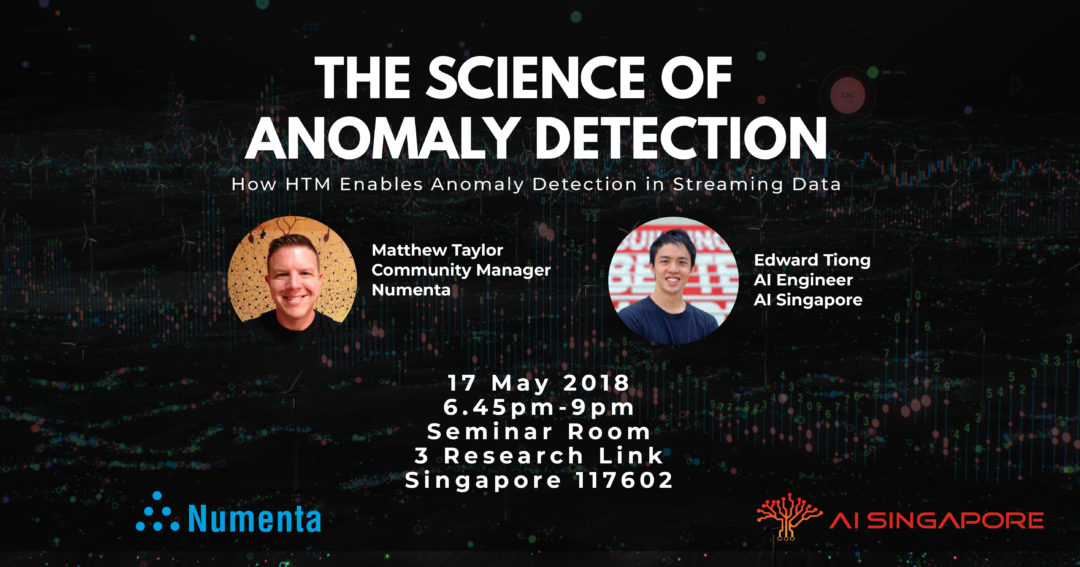 THE SCIENCE OF
ANOMALY DETECTION
How HTM Enables Anomaly Detection in Streaming Data
Matthew Taylor
Community Manager
Numenta
Edward Tiong
AI Engineer
AI Singapore
17 May 2018
6.45pm-9pm
Seminar Room
3 Research Link
Singapore 117602
Numenta
AI SINGAPORE